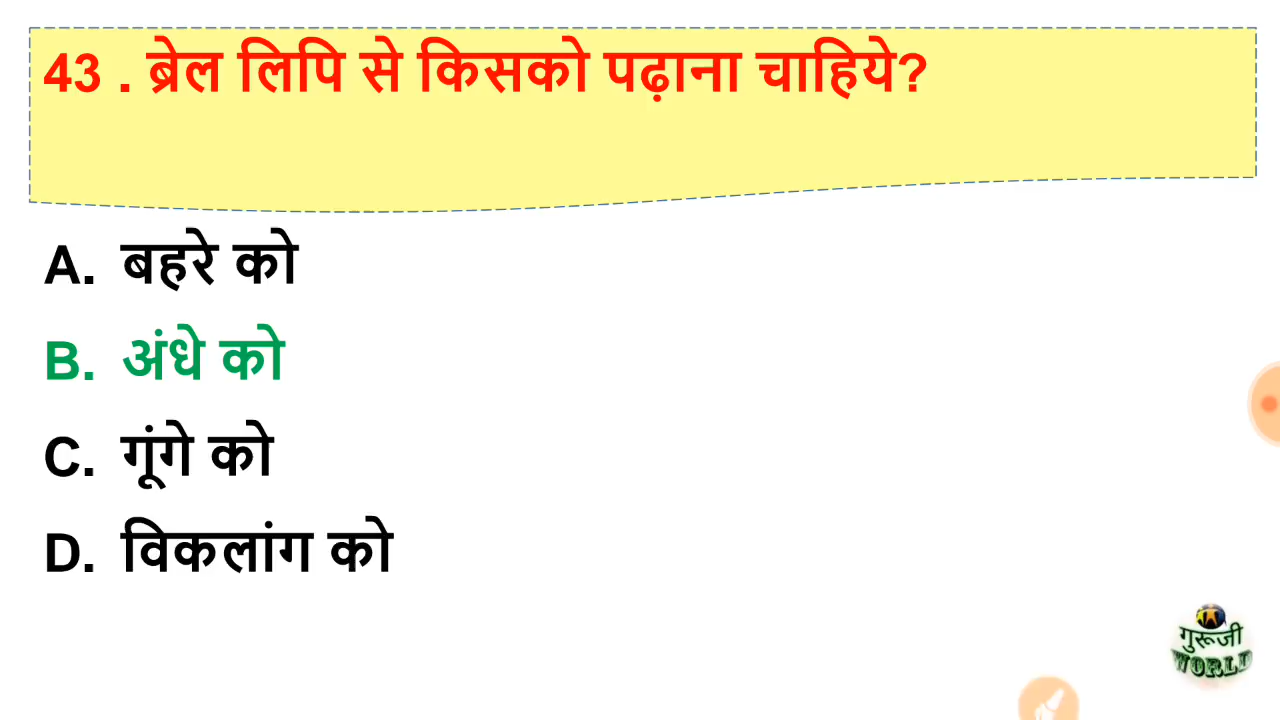 43 . ब्रेल लिपि से किसको पढ़ाना चाहिये?
A. बहरे को
B. अंधे को
C. गूंगे को
D. विकलांग को
गुरूजी
WORLD